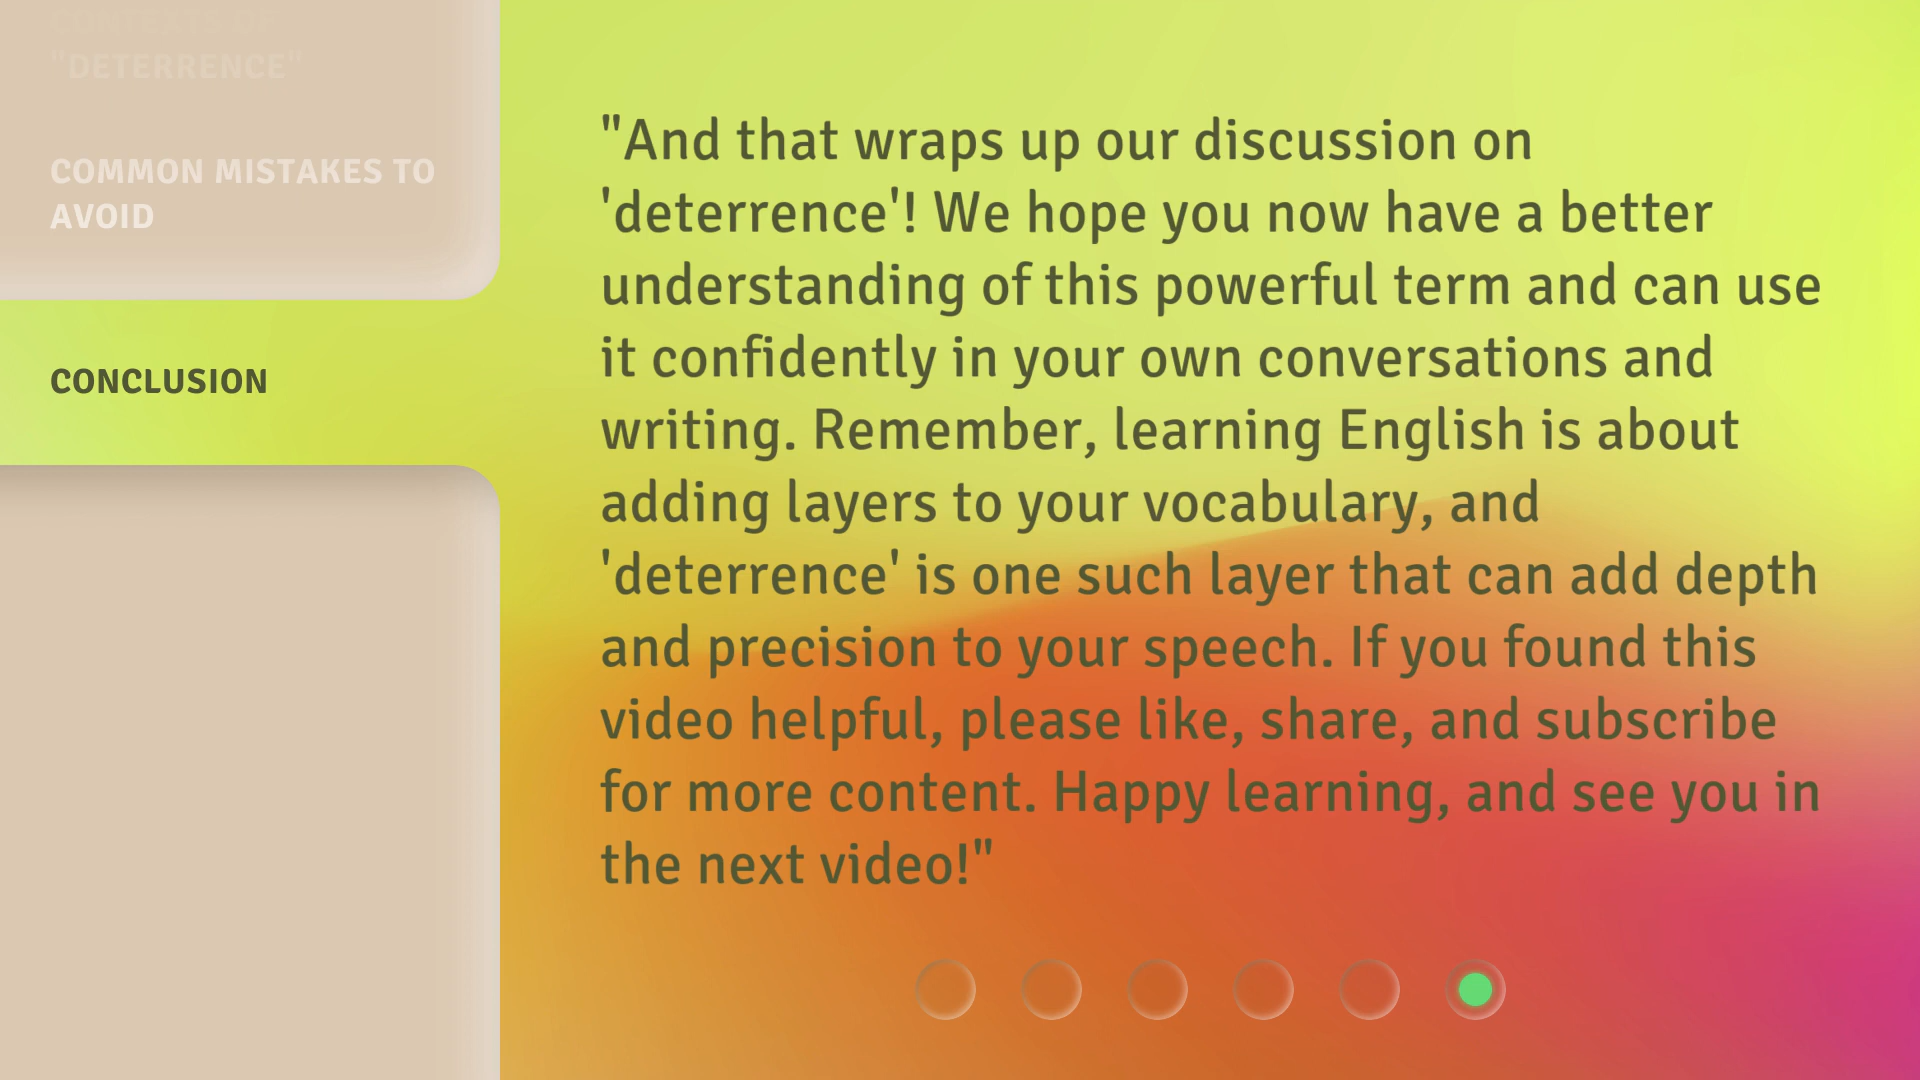 CONTEXTS OF
"DETERRENCE"
COMMON MISTAKES TO
AVOID
CONCLUSION
"And that wraps up our discussion on
'deterrence'! We hope you now have a better
understanding of this powerful term and can use
it confidently in your own conversations and
writing. Remember, learning English is about
adding layers to your vocabulary, and
'deterrence' is one such layer that can add depth
and precision to your speech. If you found this
video helpful, please like, share, and subscribe
for more content. Happy learning, and see you in
the next video!"